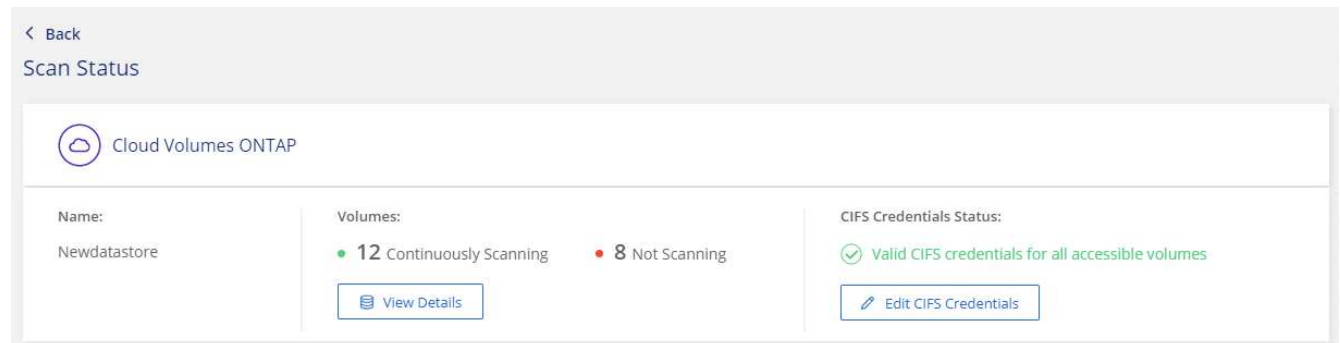 Back
Scan Status
Cloud Volumes ONTAP
Name:
Newdatastore
Volumes:
12 Continuously Scanning
8 Not Scanning
View Details
CIFS Credentials Status:
Valid CIFS credentials for all accessible volumes
Edit CIFS Credentials